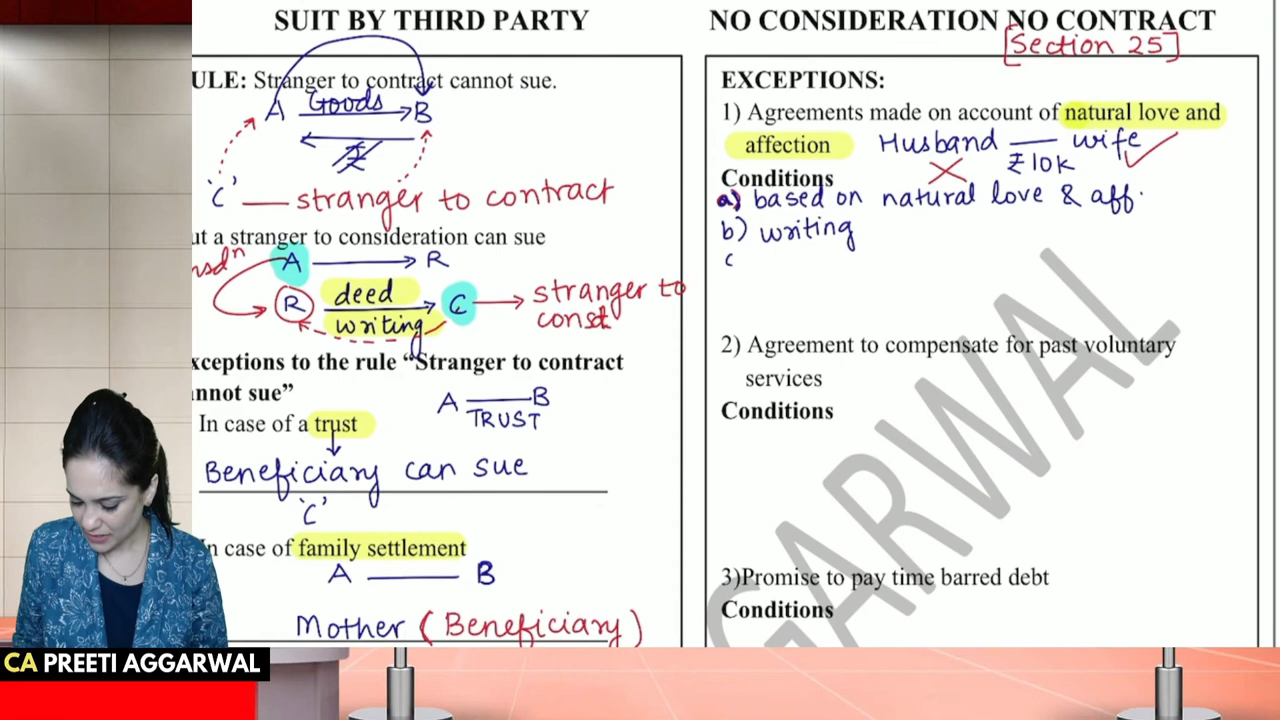 SUIT BY THIRD PARTY
ULE: Stranger to contract cannot sue.
A Goods B
₹
'C' — stranger to contract
ut a stranger to consideration can sue
nsdn A R
R deed C stranger to
writing const
xceptions to the rule “Stranger to contract
nnot sue”
A B
TRUST
In case of a trust
Beneficiary can sue
'C'
n case of family settlement
A B
Mother (Beneficiary)
NO CONSIDERATION NO CONTRACT
[Section 25]
EXCEPTIONS:
1) Agreements made on account of natural love and
affection Husband — wife
₹10k
Conditions
a) based on natural love & aff.
b) writing
c
2) Agreement to compensate for past voluntary
services
Conditions
3)Promise to pay time barred debt
Conditions
GARWAL
CA PREETI AGGARWAL